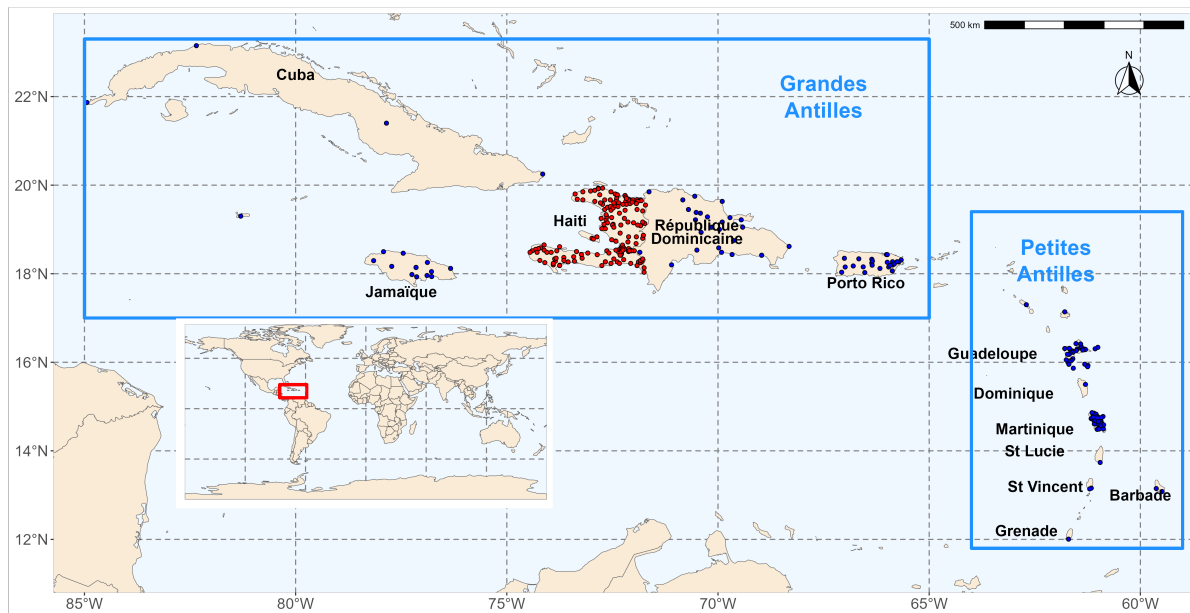 500 km
N
Grandes
Antilles
Cuba
22°N
20°N
Haiti
République
Dominicaine
18°N
Jamaïque
Porto Rico
Petites
Antilles
16°N
Guadeloupe
Dominique
14°N
Martinique
St Lucie
St Vincent
Barbade
12°N
Grenade
85°W
80°W
75°W
70°W
65°W
60°W